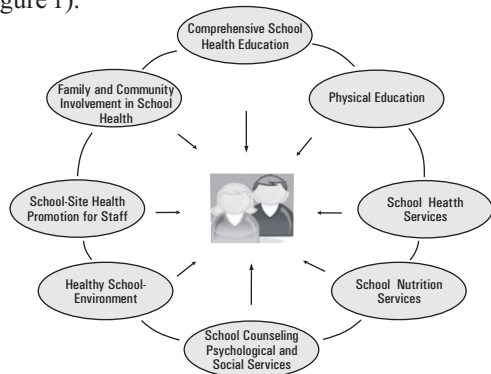 gure 1).
Comprehensive School
Health Education
Family and Community
Involvement in School
Health
Physical Education
School-Site Health
Promotion for Staff
School Heatth
Services
Healthy School-
Environment
School Nutrition
Services
School Counseling
Psychological and
Social Services